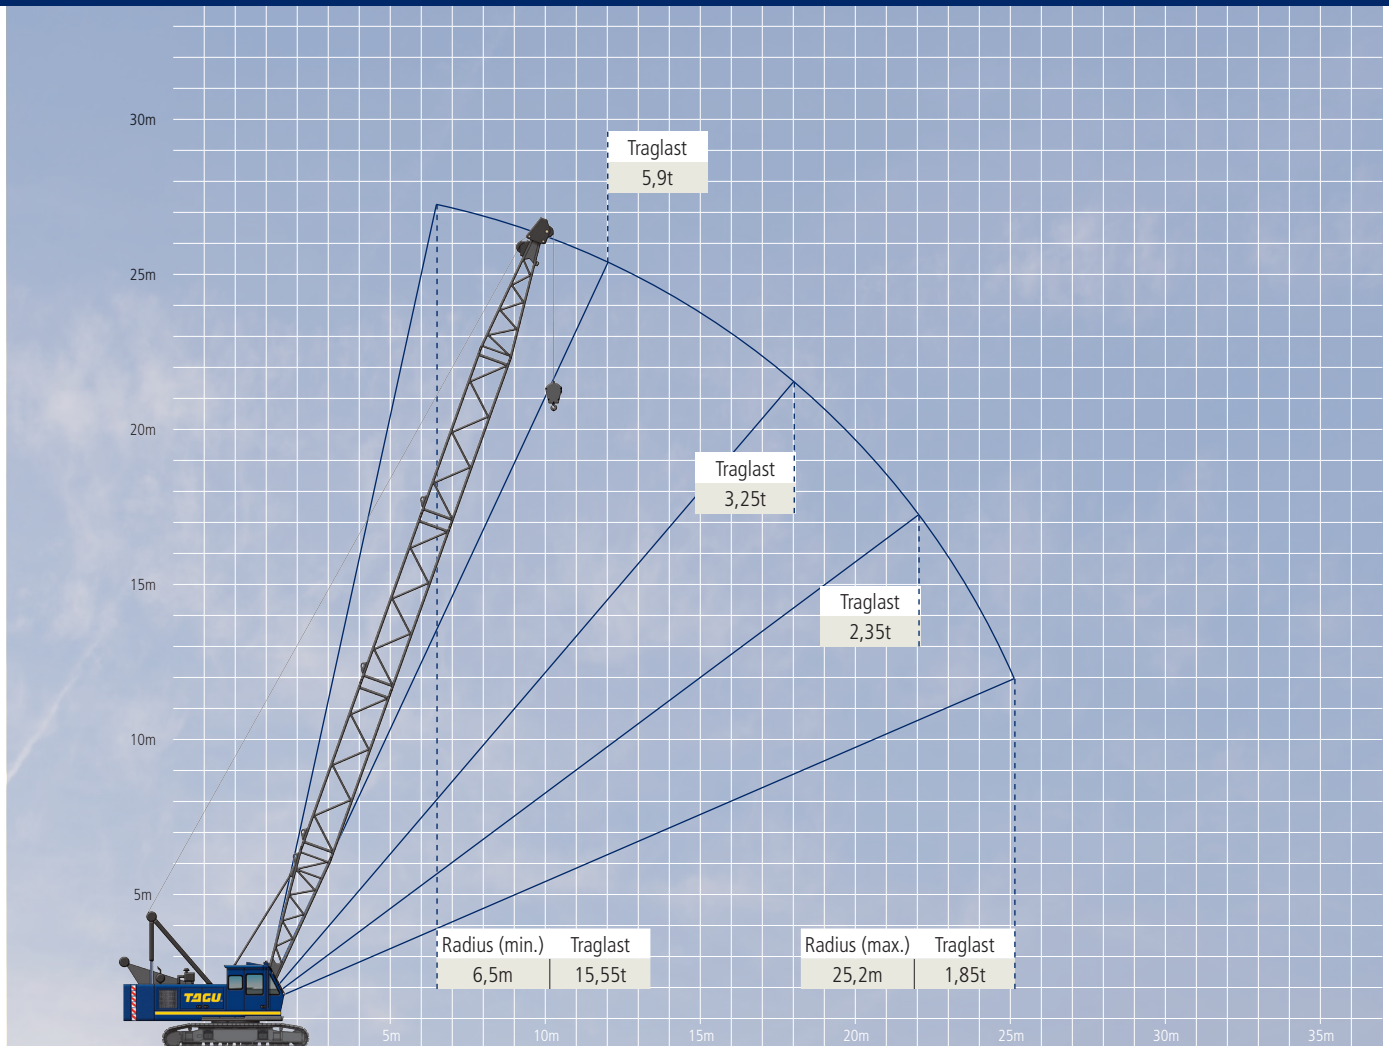 30m
Traglast
5,9t
25m
20m
Traglast
3,25t
15m
Traglast
2,35t
10m
5m
Radius (min.) Traglast
6,5m 15,55t
Radius (max.) Traglast
25,2m 1,85t
TAGU
5m 10m 15m 20m 25m 30m 35m